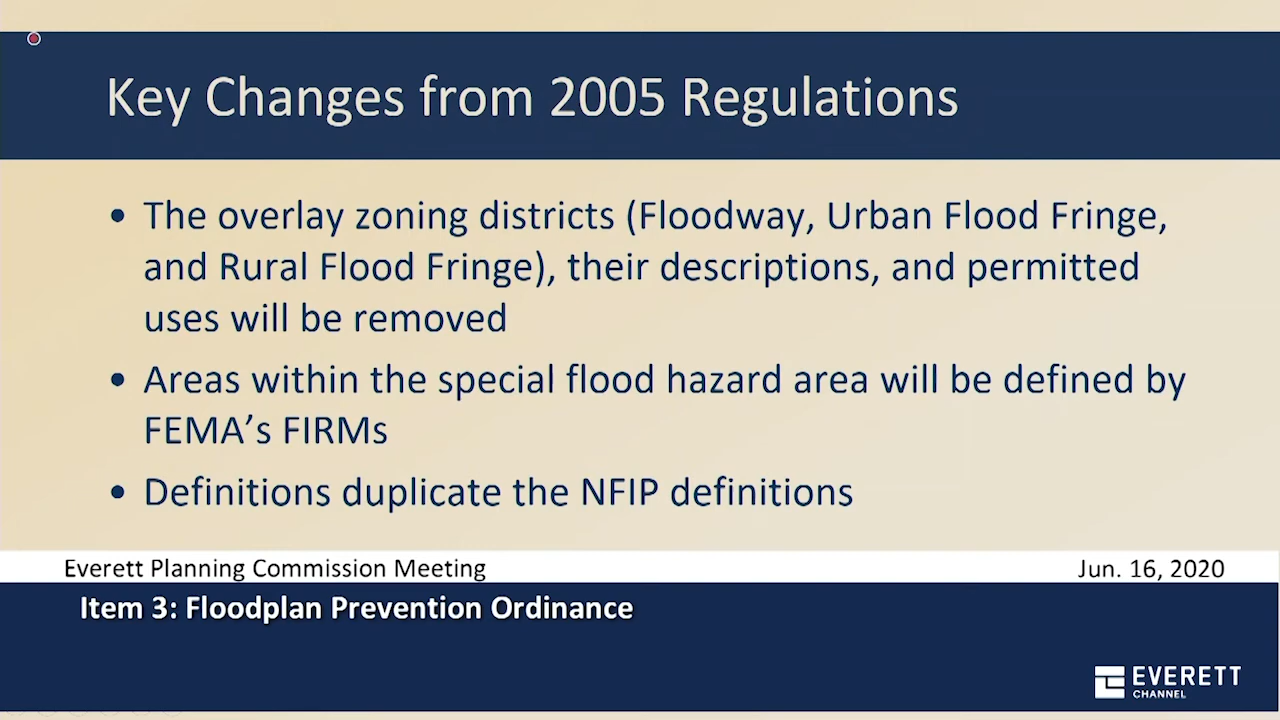 Key Changes from 2005 Regulations
• The overlay zoning districts (Floodway, Urban Flood Fringe,
and Rural Flood Fringe), their descriptions, and permitted
uses will be removed
• Areas within the special flood hazard area will be defined by
FEMA’s FIRMs
• Definitions duplicate the NFIP definitions
Everett Planning Commission Meeting
Jun. 16, 2020
Item 3: Floodplan Prevention Ordinance
EVERETT
CHANNEL